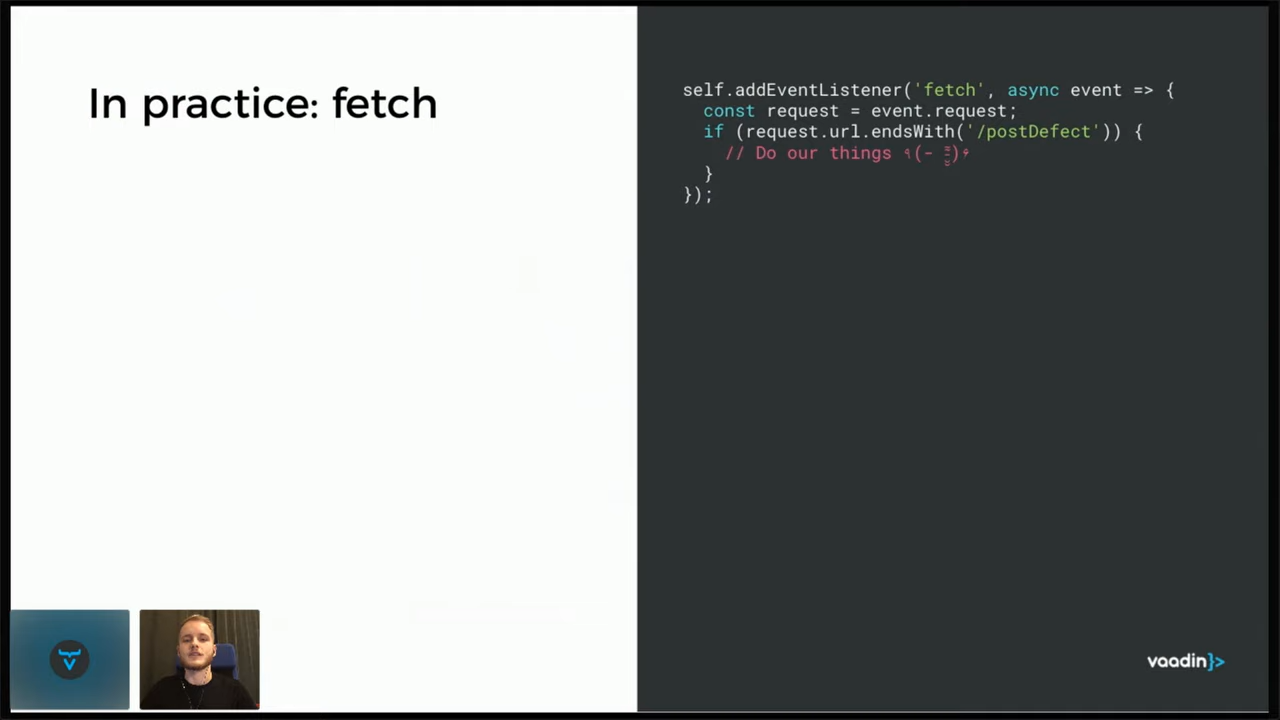 In practice: fetch
self.addEventListener('fetch', async event => {
  const request = event.request;
  if (request.url.endsWith('/postDefect')) {
    // Do our things
  }
});
vaadin}>